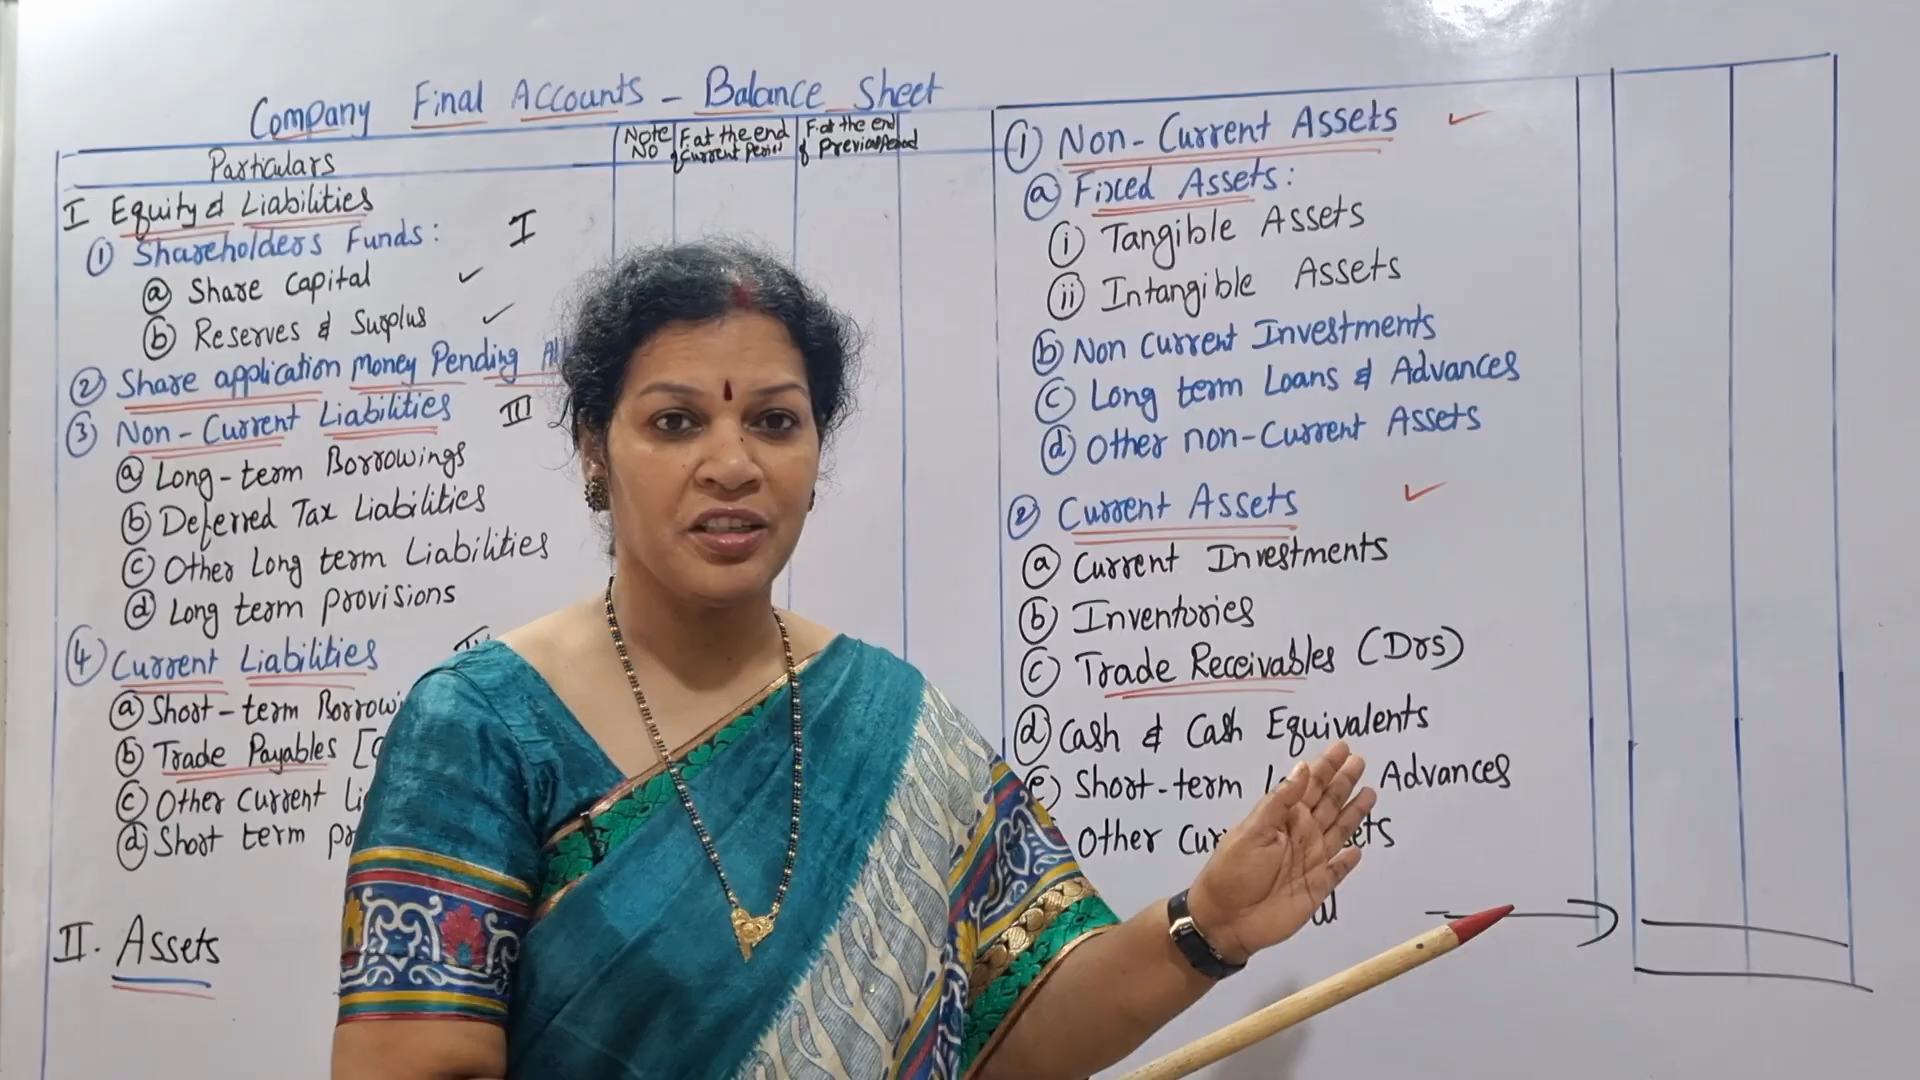 Company Final Accounts - Balance Sheet
Particulars
Note No
F. at the end of Current Period
F. at the end of Previous Period
I Equity & Liabilities
① Shareholders Funds: I
ⓐ Share Capital ✓
ⓑ Reserves & Surplus ✓
② Share application money Pending
③ Non-Current Liabilities III
ⓐ Long-term Borrowings
ⓑ Deferred Tax Liabilities
ⓒ Other Long term Liabilities
ⓓ Long term provisions
④ Current Liabilities
ⓐ Short-term
ⓑ Trade Payables
ⓒ Other Current
ⓓ Short term
II. Assets
① Non-Current Assets ✓
ⓐ Fixed Assets:
ⓘ Tangible Assets
(ii) Intangible Assets
ⓑ Non Current Investments
ⓒ Long term Loans & Advances
ⓓ Other non-Current Assets
② Current Assets ✓
ⓐ Current Investments
ⓑ Inventories
ⓒ Trade Receivables (Drs)
ⓓ Cash & Cash Equivalents
ⓔ Short-term Advances
Other